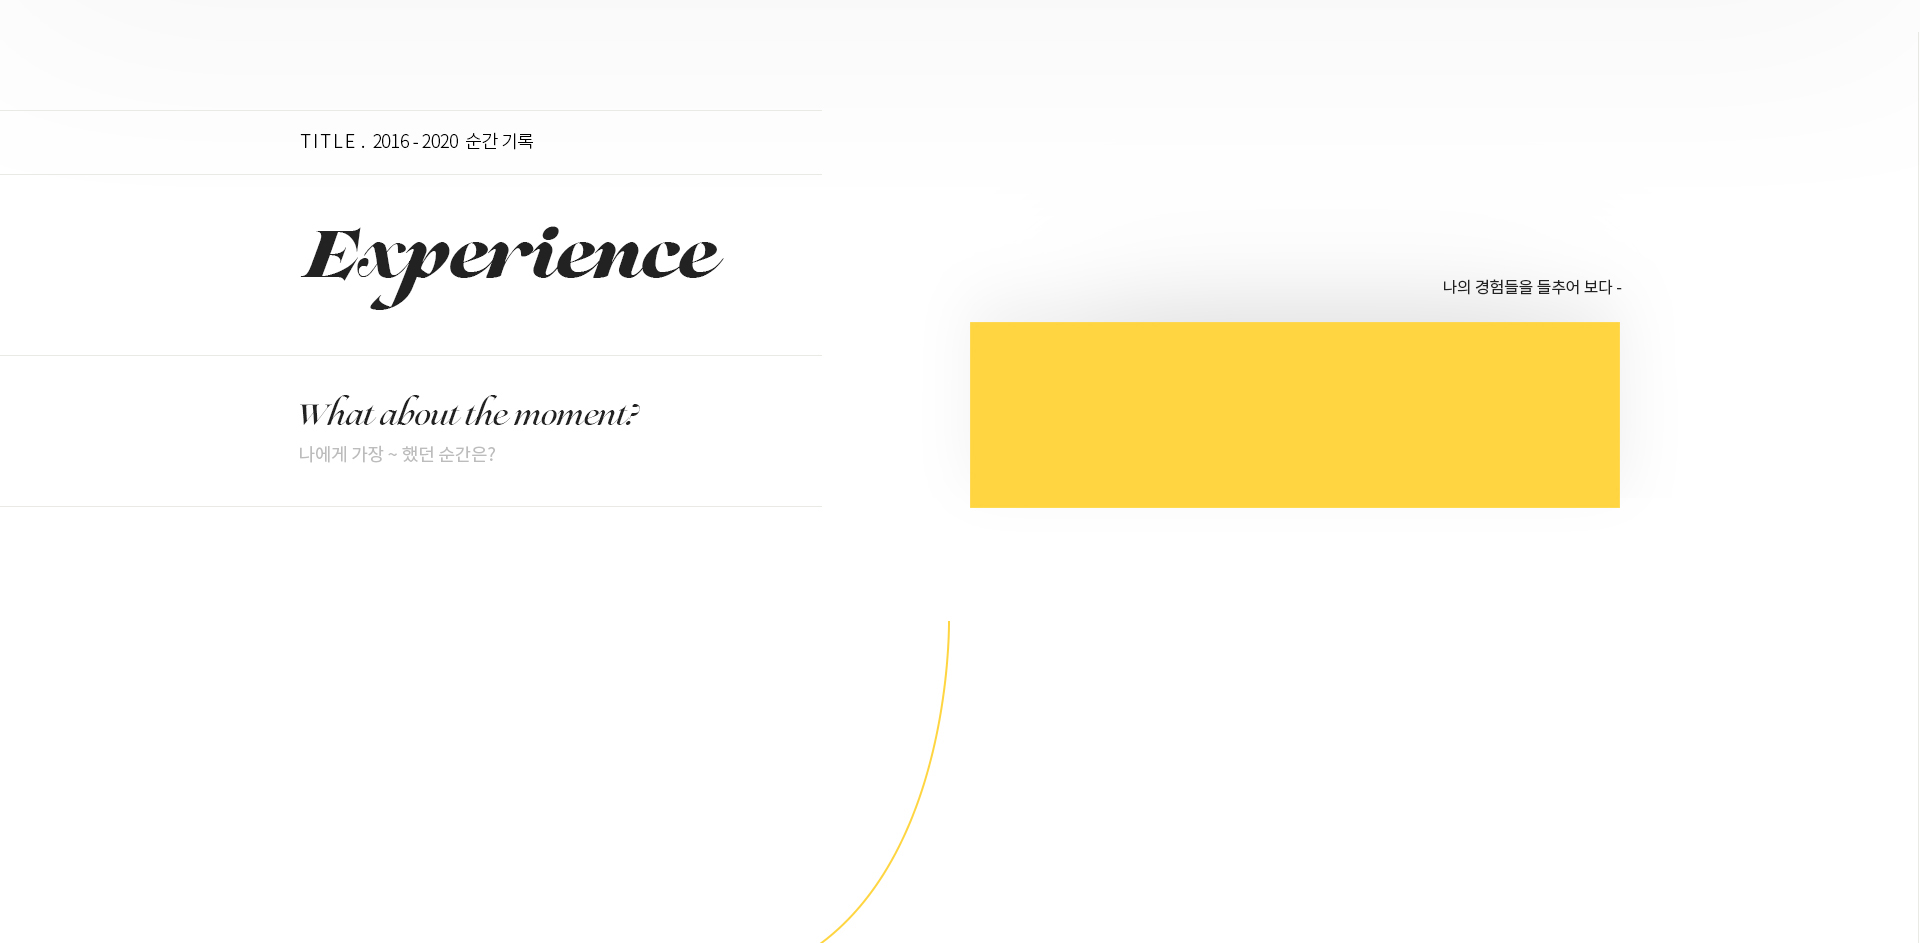 TITLE . 2016 - 2020 순간 기록
Experience
What about the moment?
나에게 가장 ~ 했던 순간은?
나의 경험들을 들추어 보다 -